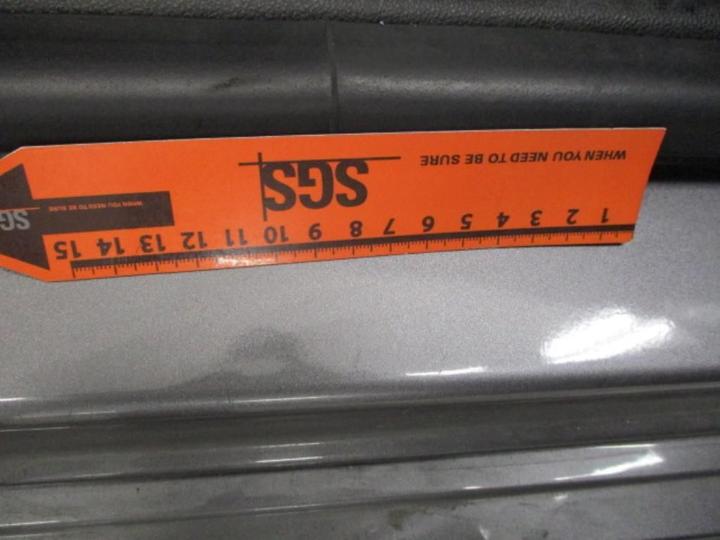 1 2 3 4 5 6 7 8 9 10 11 12 13 14 15
SGS
WHEN YOU NEED TO BE SURE
SGS
WHEN YOU NEED TO BE SURE